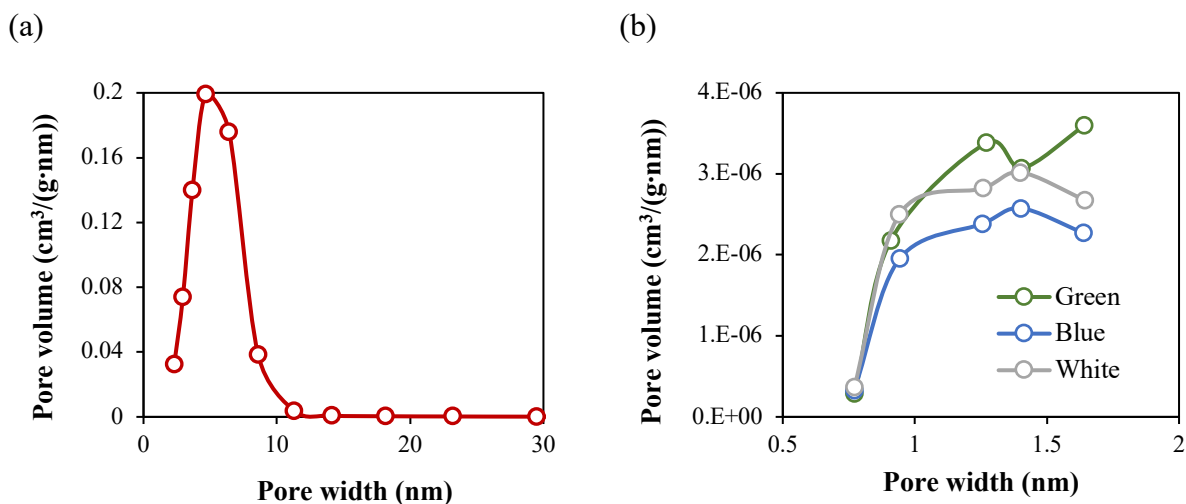 (a)
(b)
Pore volume (cm³/(g·nm))
0.2
0.16
0.12
0.08
0.04
0
0
10
20
30
Pore width (nm)
Pore volume (cm³/(g·nm))
4.E-06
3.E-06
2.E-06
1.E-06
0.E+00
Green
Blue
White
0.5
1
1.5
2
Pore width (nm)